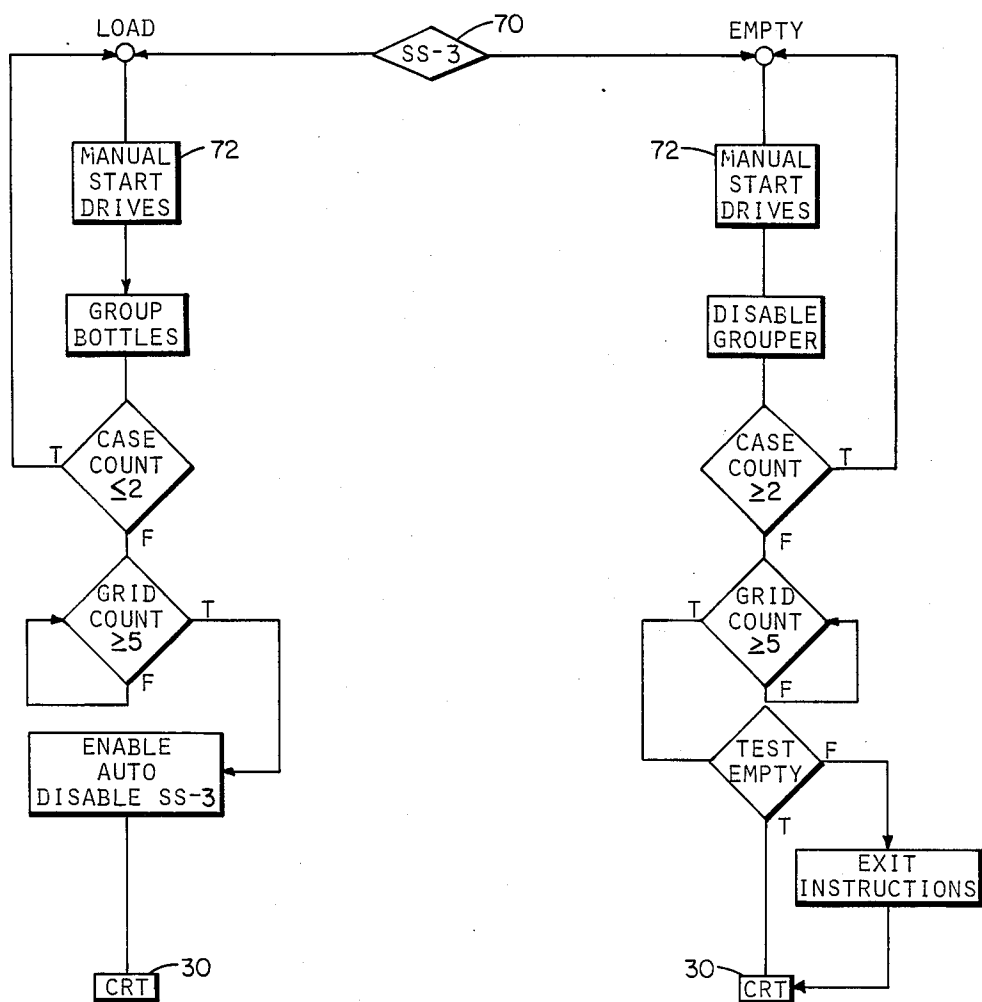 LOAD
70
SS-3
EMPTY
MANUAL
START
DRIVES
72
72
MANUAL
START
DRIVES
GROUP
BOTTLES
DISABLE
GROUPER
CASE
COUNT
≤2
T
F
CASE
COUNT
≥2
T
F
GRID
COUNT
≥5
T
F
T
GRID
COUNT
≥5
F
ENABLE
AUTO
DISABLE SS-3
TEST
EMPTY
F
T
EXIT
INSTRUCTIONS
30
CRT
30
CRT